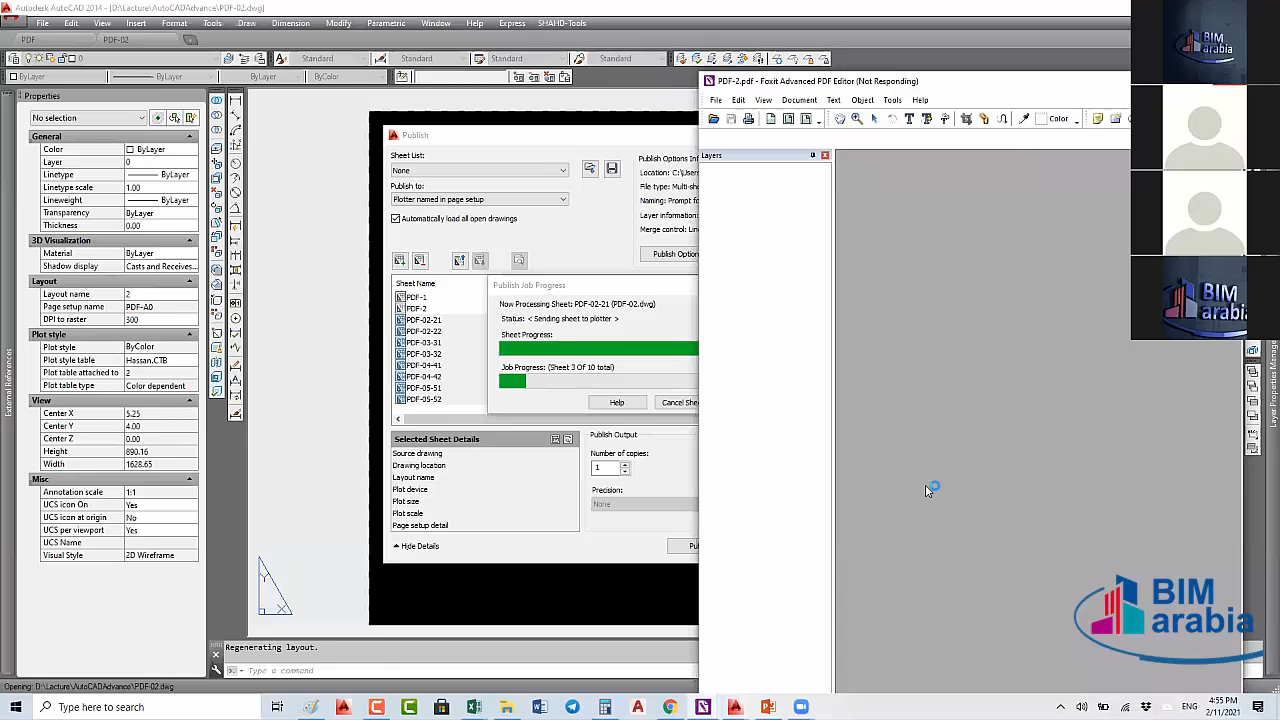 Autodesk AutoCAD 2014 - [D:\Lacture\AutoCADAdvance\PDF-02.dwg]
File Edit View Insert Format Tools Draw Dimension Modify Parametric Window Help Express SHAHD-Tools
PDF PDF-02
0 Standard Standard Standard Standard
ByLayer ByLayer ByLayer ByColor
Properties
No selection
General
Color ByLayer
Layer 0
Linetype ByLayer
Linetype scale 1.00
Lineweight ByLayer
Transparency ByLayer
Thickness 0.00
3D Visualization
Material ByLayer
Shadow display Casts and Receives...
Layout
Layout name 2
Page setup name PDF-A0
DPI to raster 300
Plot style
Plot style ByColor
Plot style table Hassan.CTB
Plot table attached to 2
Plot table type Color dependent
View
Center X 5.25
Center Y 4.00
Center Z 0.00
Height 890.16
Width 1628.65
Misc
Annotation scale 1:1
UCS icon On Yes
UCS icon at origin No
UCS per viewport Yes
UCS Name
Visual Style 2D Wireframe
External References
Y
X
Publish
Sheet List:
None
Publish to:
Plotter named in page setup
Automatically load all open drawings
Publish Options Inf
Location: C:\Users
File type: Multi-she
Naming: Prompt fo
Layer information:
Merge control: Lin
Publish Option
Sheet Name
PDF-1
PDF-2
PDF-02-21
PDF-02-22
PDF-03-31
PDF-03-32
PDF-04-41
PDF-04-42
PDF-05-51
PDF-05-52
Publish Job Progress
Now Processing Sheet: PDF-02-21 (PDF-02.dwg)
Status: < Sending sheet to plotter >
Sheet Progress:
Job Progress: (Sheet 3 Of 10 total)
Help Cancel She
Selected Sheet Details
Source drawing
Drawing location
Layout name
Plot device
Plot size
Plot scale
Page setup detail
Hide Details
Publish Output
Number of copies:
1
Precision:
None
Pu
PDF-2.pdf - Foxit Advanced PDF Editor (Not Responding)
File Edit View Document Text Object Tools Help
Color
Layers
BIM
arabia
BIM
arabia
Layer Properties Manag
BIM
arabia
Regenerating layout.
Type a command
Opening: D:\Lacture\AutoCADAdvance\PDF-02.dwg
Type here to search
ENG
4:55 PM
2/11/2021